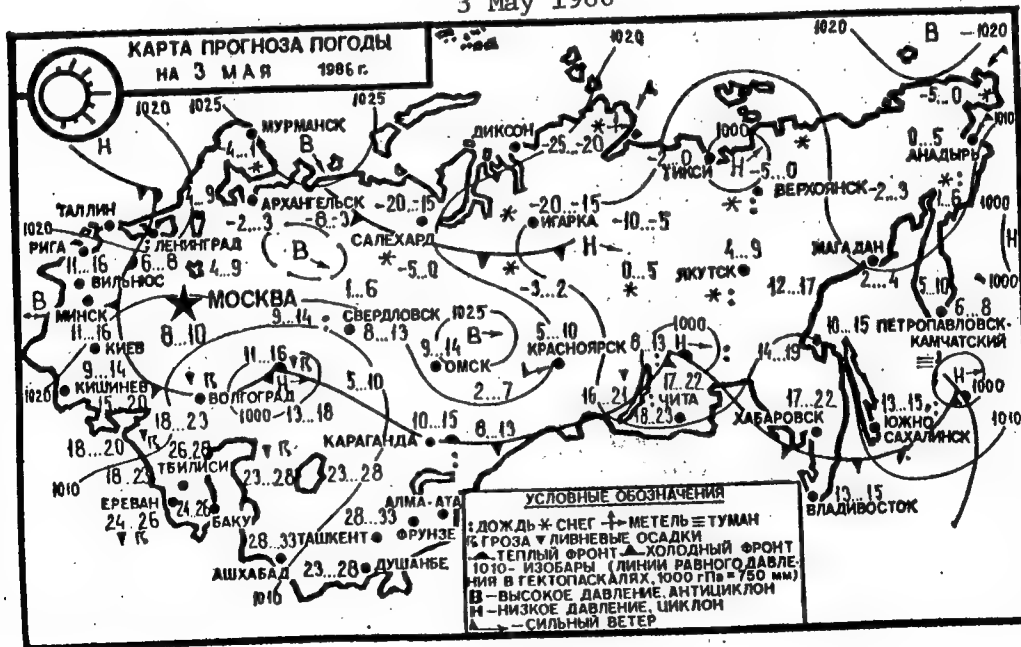 3 May 1986
КАРТА ПРОГНОЗА ПОГОДЫ
НА 3 МАЯ 1986 г.
1020
1020
В
-1020
1020
1025
1025
Н
МУРМАНСК
В
ДИКСОН
-25...-20
1000
Н
ТИКСИ
-5...0
-5...0
0...5
1010
АНАДЫРЬ
ВЕРХОЯНСК
-2...3
АРХАНГЕЛЬСК
-2...3
-8...-3
-20...-15
САЛЕХАРД
-5...0
-20...-15
ИГАРКА
-10...-5
Н
ТАЛЛИН
1020
РИГА
ЛЕНИНГРАД
11...16
6...8
4...9
ВИЛЬНЮС
В
МИНСК
МОСКВА
8...10
В
1...6
-3...2
0...5
4...9
ЯКУТСК
12...17
МАГАДАН
2...4
5...10
6...8
1000
Н
1000
ПЕТРОПАВЛОВСК-
КАМЧАТСКИЙ
11...16
КИЕВ
9...14
СВЕРДЛОВСК
8...13
1025
В
9...14
ОМСК
2...7
5...10
КРАСНОЯРСК
8...13
1000
Н
10...15
14...19
9...14
КИШИНЕВ
1020
15...20
18...23
ВОЛГОГРАД
11...16
Н
1000
13...18
5...10
16...21
17...22
ЧИТА
18...23
17...22
ХАБАРОВСК
13...15
ЮЖНО
САХАЛИНСК
Н
1000
1010
18...20
18...23
1010
26.28
ТБИЛИСИ
23...28
23...28
КАРАГАНДА
10...15
8...13
ЕРЕВАН
24...26
24.26
БАКУ
28...33
АШХАБАД
1010
ТАШКЕНТ
28...33
АЛМА-АТА
ФРУНЗЕ
23...28
ДУШАНБЕ
13...15
ВЛАДИВОСТОК
УСЛОВНЫЕ ОБОЗНАЧЕНИЯ
ДОЖДЬ СНЕГ МЕТЕЛЬ ТУМАН
ГРОЗА ЛИВНЕВЫЕ ОСАДКИ
ТЕПЛЫЙ ФРОНТ ХОЛОДНЫЙ ФРОНТ
1010- ИЗОБАРЫ (ЛИНИИ РАВНОГО ДАВЛЕ-
НИЯ В ГЕКТОПАСКАЛЯХ, 1000 гПа = 750 мм)
В-ВЫСОКОЕ ДАВЛЕНИЕ, АНТИЦИКЛОН
Н-НИЗКОЕ ДАВЛЕНИЕ, ЦИКЛОН
-СИЛЬНЫЙ ВЕТЕР